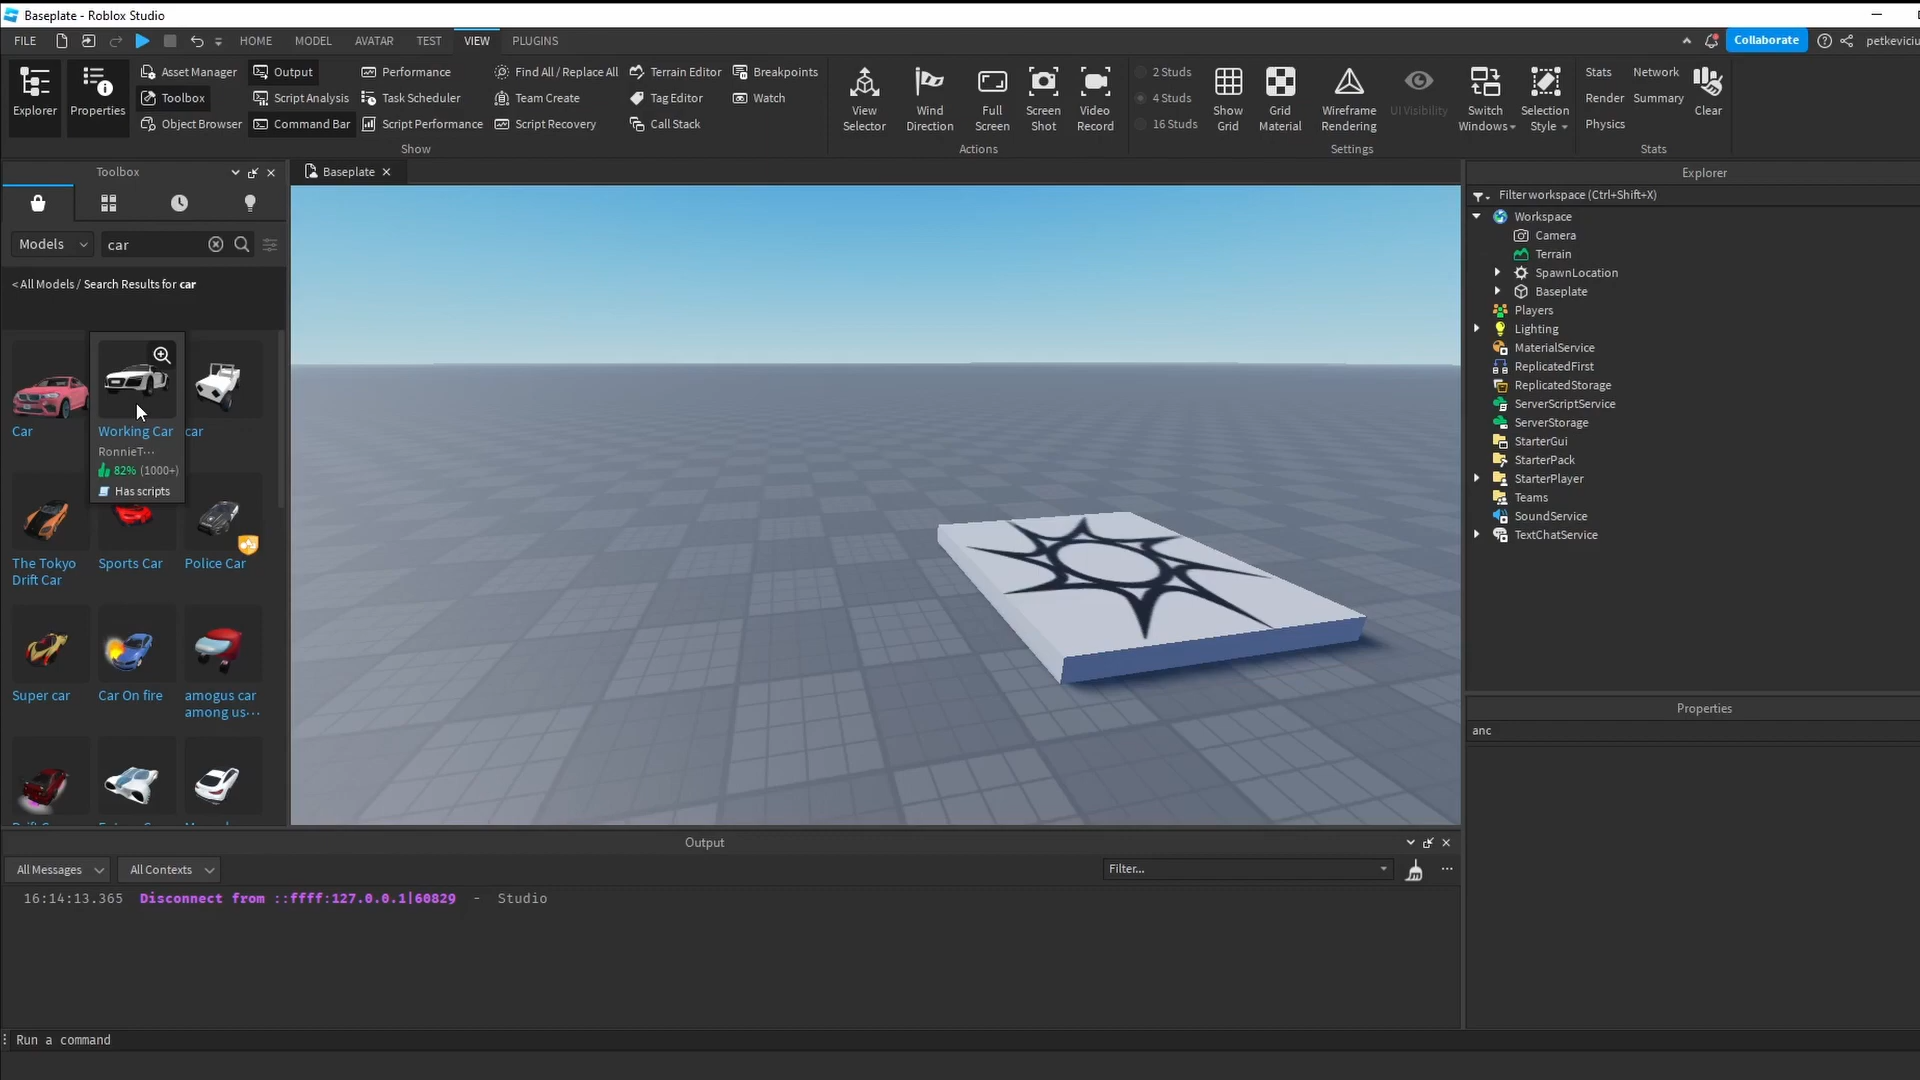 Baseplate - Roblox Studio
FILE
HOME
MODEL
AVATAR
TEST
VIEW
PLUGINS
Collaborate
petkeviciu
Explorer
Properties
Asset Manager
Toolbox
Object Browser
Output
Script Analysis
Command Bar
Performance
Task Scheduler
Script Performance
Find All / Replace All
Team Create
Script Recovery
Terrain Editor
Tag Editor
Call Stack
Breakpoints
Watch
Show
View
Selector
Wind
Direction
Full
Screen
Screen
Shot
Video
Record
Actions
2 Studs
4 Studs
16 Studs
Show
Grid
Grid
Material
Wireframe
Rendering
UI Visibility
Switch
Windows
Selection
Style
Settings
Stats
Render
Physics
Network
Summary
Clear
Stats
Toolbox
Models
car
< All Models / Search Results for car
Car
Working Car
RonnieT···
82% (1000+)
Has scripts
car
The Tokyo
Drift Car
Sports Car
Police Car
Super car
Car On fire
amogus car
among us···
Baseplate
Explorer
Filter workspace (Ctrl+Shift+X)
Workspace
Camera
Terrain
SpawnLocation
Baseplate
Players
Lighting
MaterialService
ReplicatedFirst
ReplicatedStorage
ServerScriptService
ServerStorage
StarterGui
StarterPack
StarterPlayer
Teams
SoundService
TextChatService
Properties
anc
Output
All Messages
All Contexts
Filter...
16:14:13.365 Disconnect from ::ffff:127.0.0.1|60829 - Studio
Run a command